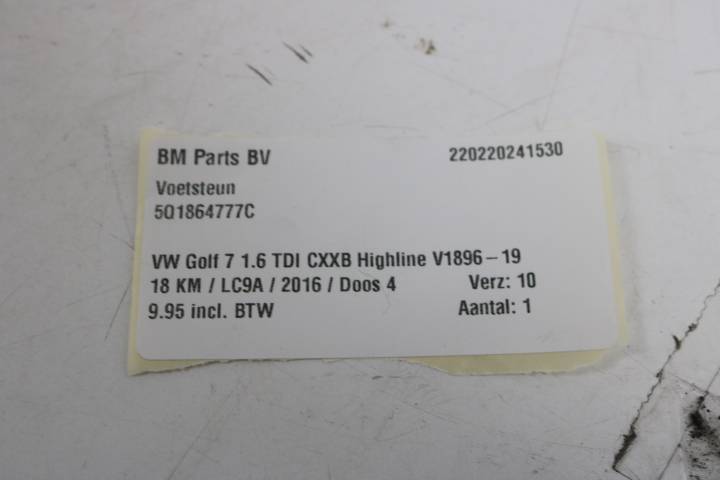 BM Parts BV 220220241530
Voetsteun
5Q1864777C
VW Golf 7 1.6 TDI CXXB Highline V1896-19
18 KM / LC9A / 2016 / Doos 4 Verz: 10
9.95 incl. BTW Aantal: 1